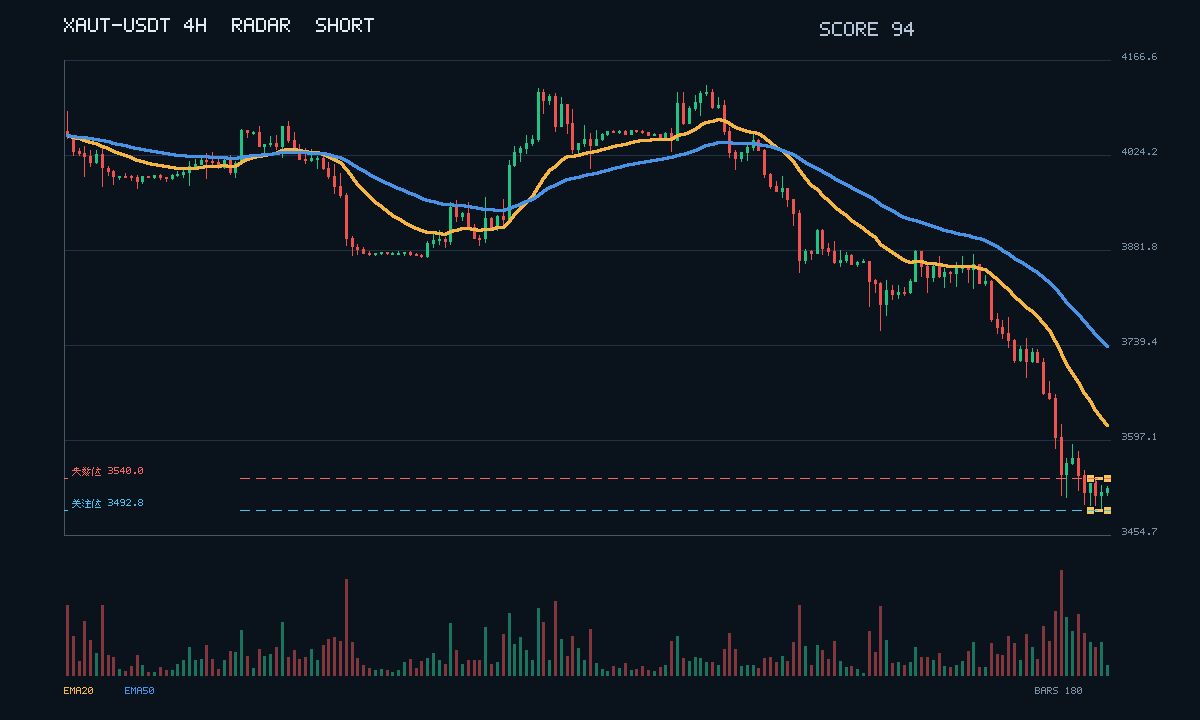 XAUT-USDT 4H RADAR SHORT
SCORE 94
4166.6
4024.2
3881.8
3739.4
3597.1
失效位 3540.0
关注位 3492.8
3454.7
EMA20 EMA50
BARS 180